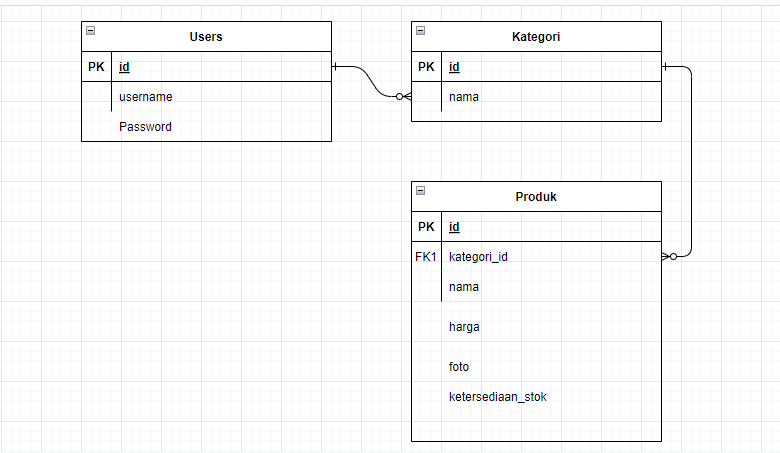 Users
PK id
username
Password
Kategori
PK id
nama
Produk
PK id
FK1 kategori_id
nama
harga
foto
ketersediaan_stok